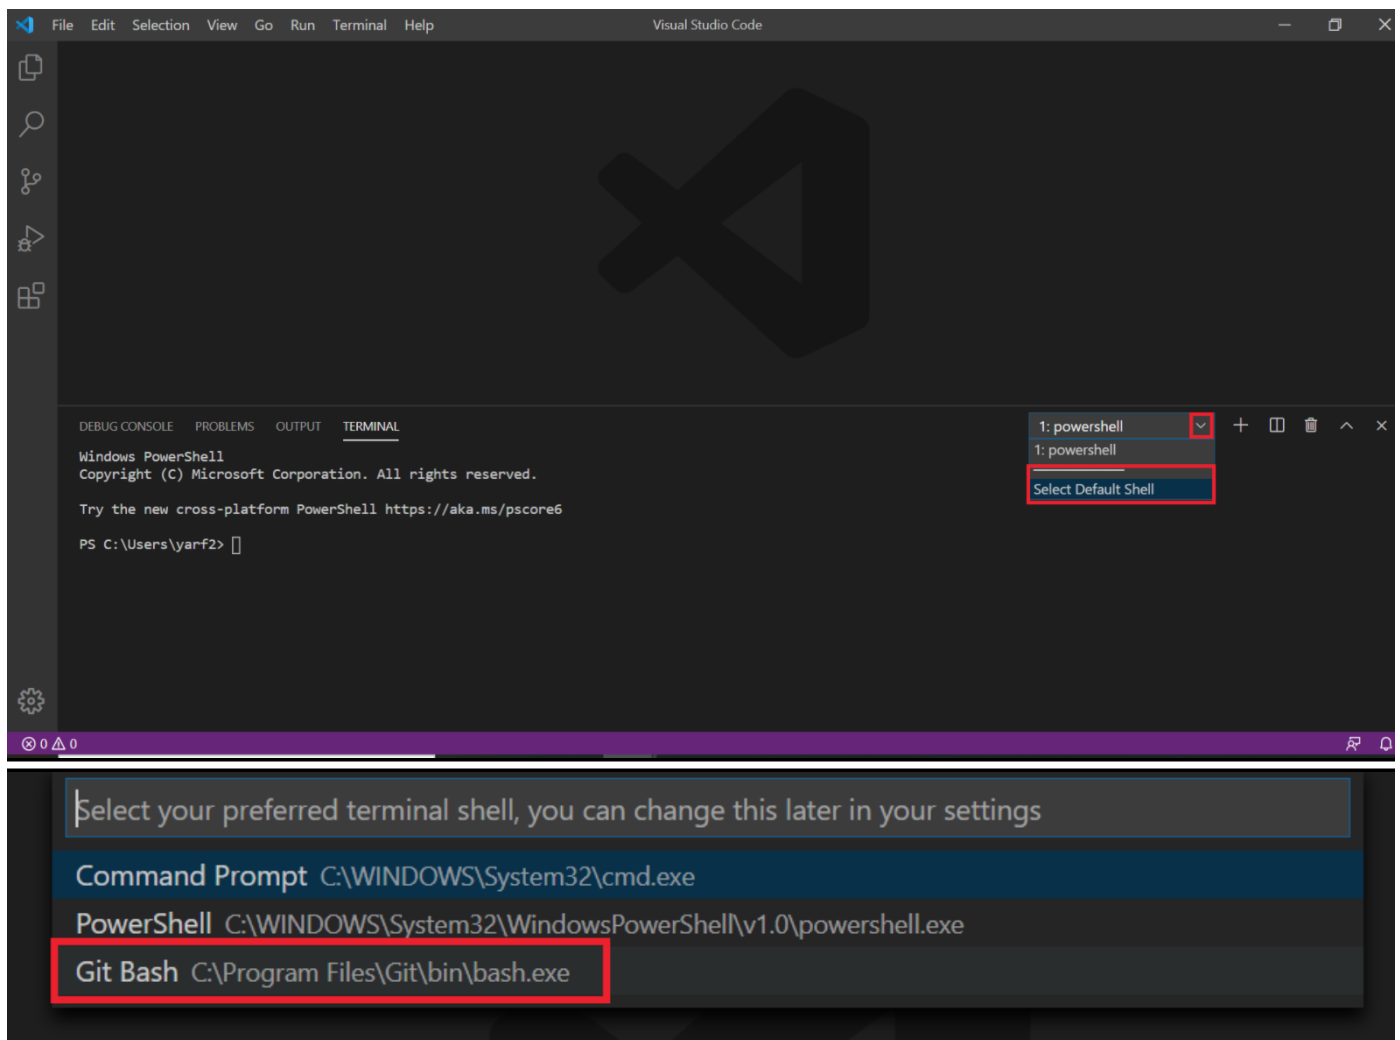 File Edit Selection View Go Run Terminal Help Visual Studio Code
DEBUG CONSOLE PROBLEMS OUTPUT TERMINAL 1: powershell
1: powershell
Select Default Shell
Windows PowerShell
Copyright (C) Microsoft Corporation. All rights reserved.
Try the new cross-platform PowerShell https://aka.ms/pscore6
PS C:\Users\yarf2>
0 0
Select your preferred terminal shell, you can change this later in your settings
Command Prompt C:\WINDOWS\System32\cmd.exe
PowerShell C:\WINDOWS\System32\WindowsPowerShell\v1.0\powershell.exe
Git Bash C:\Program Files\Git\bin\bash.exe